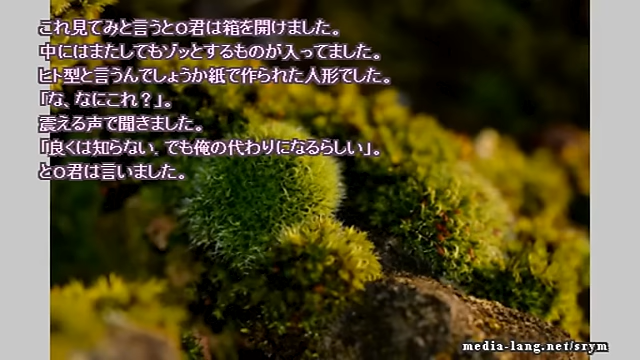 これ見てみと言うとO君は箱を開けました。
中にはまたしてもゾッとするものが入ってました。
ヒト型と言うんでしょうか紙で作られた人形でした。
「な、なにこれ？」。
震える声で聞きました。
「良くは知らない．でも俺の代わりになるらしい」。
とO君は言いました。
media-lang.net/srym